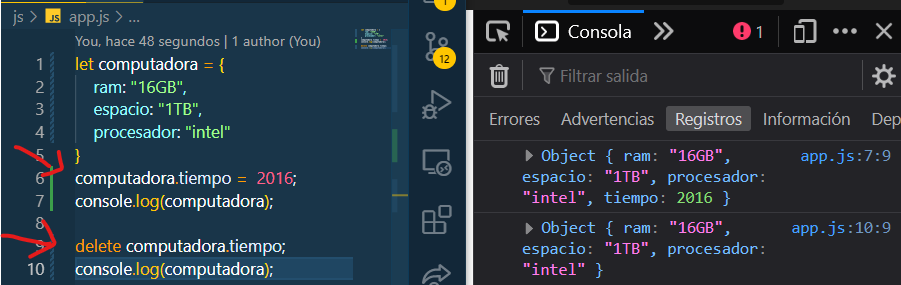 js > JS app.js > ...
You, hace 48 segundos | 1 author (You)
1 let computadora = {
2 ram: "16GB",
3 espacio: "1TB",
4 procesador: "intel"
5 }
6 computadora.tiempo = 2016;
7 console.log(computadora);
8
9 delete computadora.tiempo;
10 console.log(computadora);
1
12
Consola
1
Filtrar salida
Errores Advertencias Registros Información Dep
Object { ram: "16GB", app.js:7:9
espacio: "1TB", procesador:
"intel", tiempo: 2016 }
Object { ram: "16GB", app.js:10:9
espacio: "1TB", procesador:
"intel" }